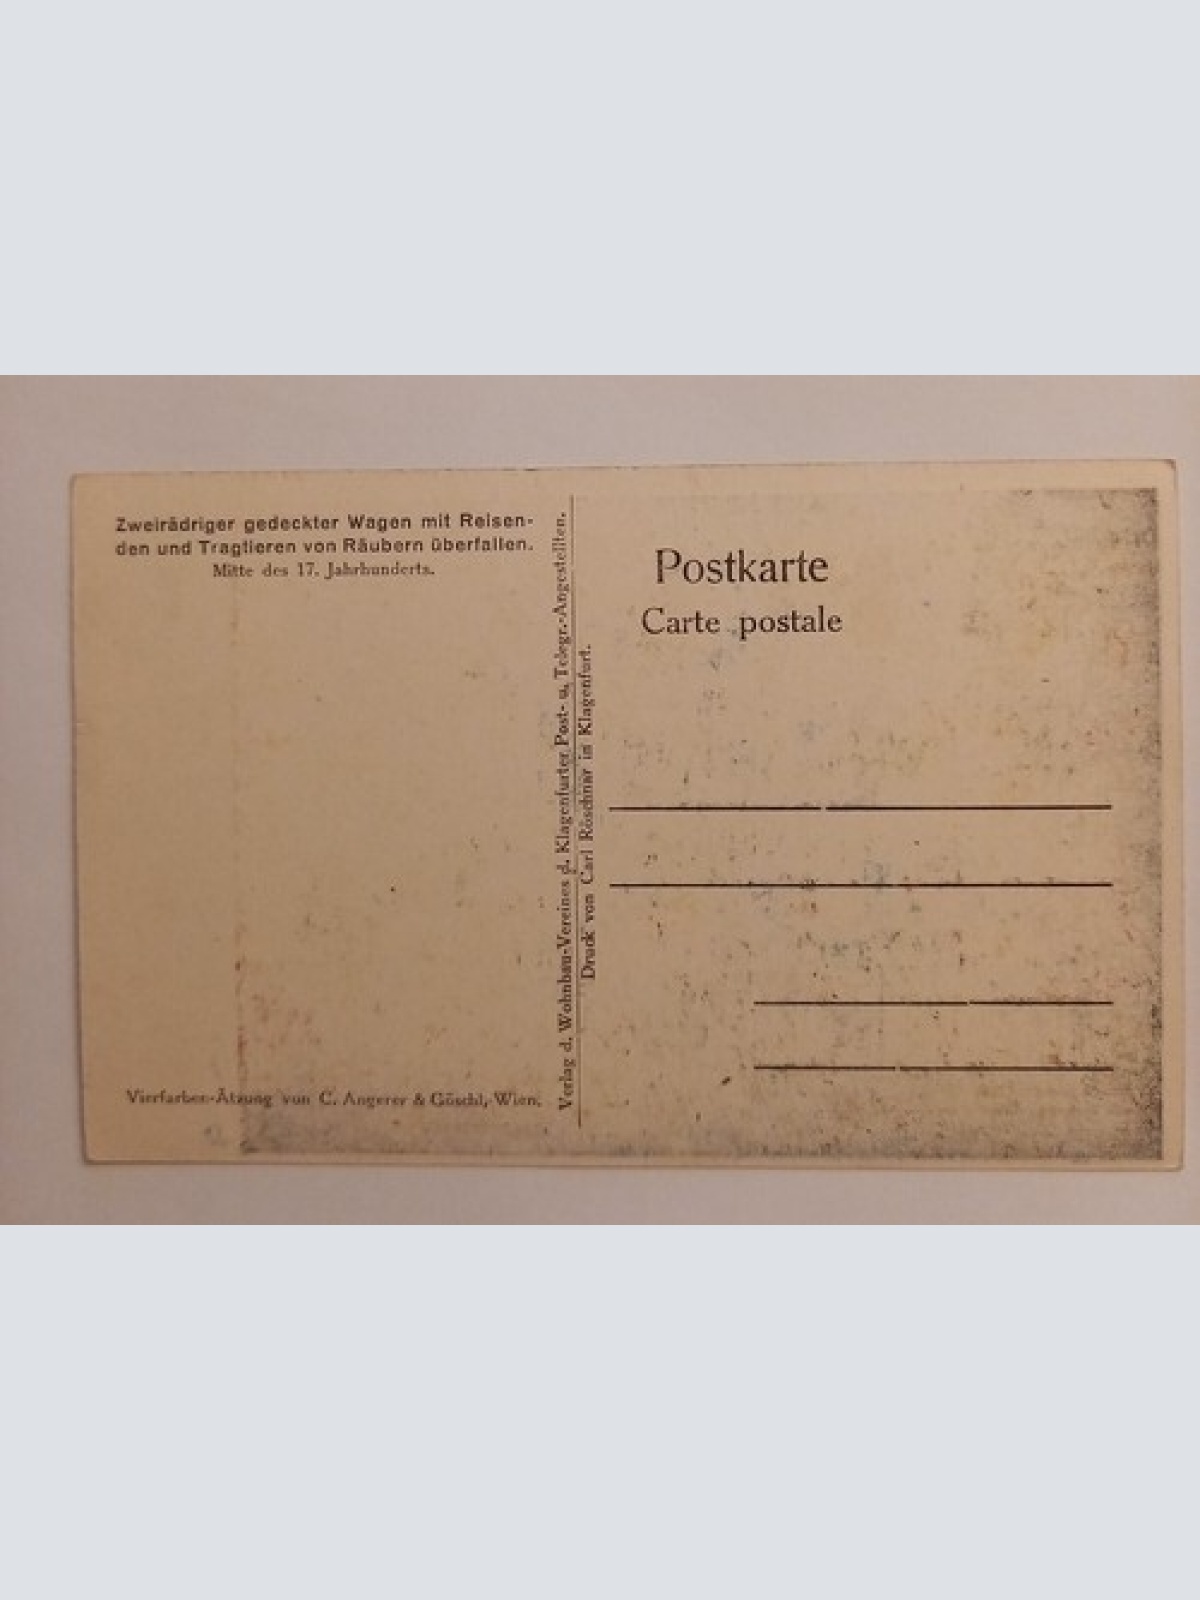 Zweirädriger gedeckter Wagen mit Reisen-
den und Tragtieren von Räubern überfallen.
Mitte des 17. Jahrhunderts.
Vierfarben-Ätzung von C. Angerer & Göschl, Wien.
Verlag d. Wohnbau-Vereines d. Klagenfurter Post- u. Telegr.-Angestellten.
Druck von Carl Röschnar in Klagenfurt.
Postkarte
Carte postale